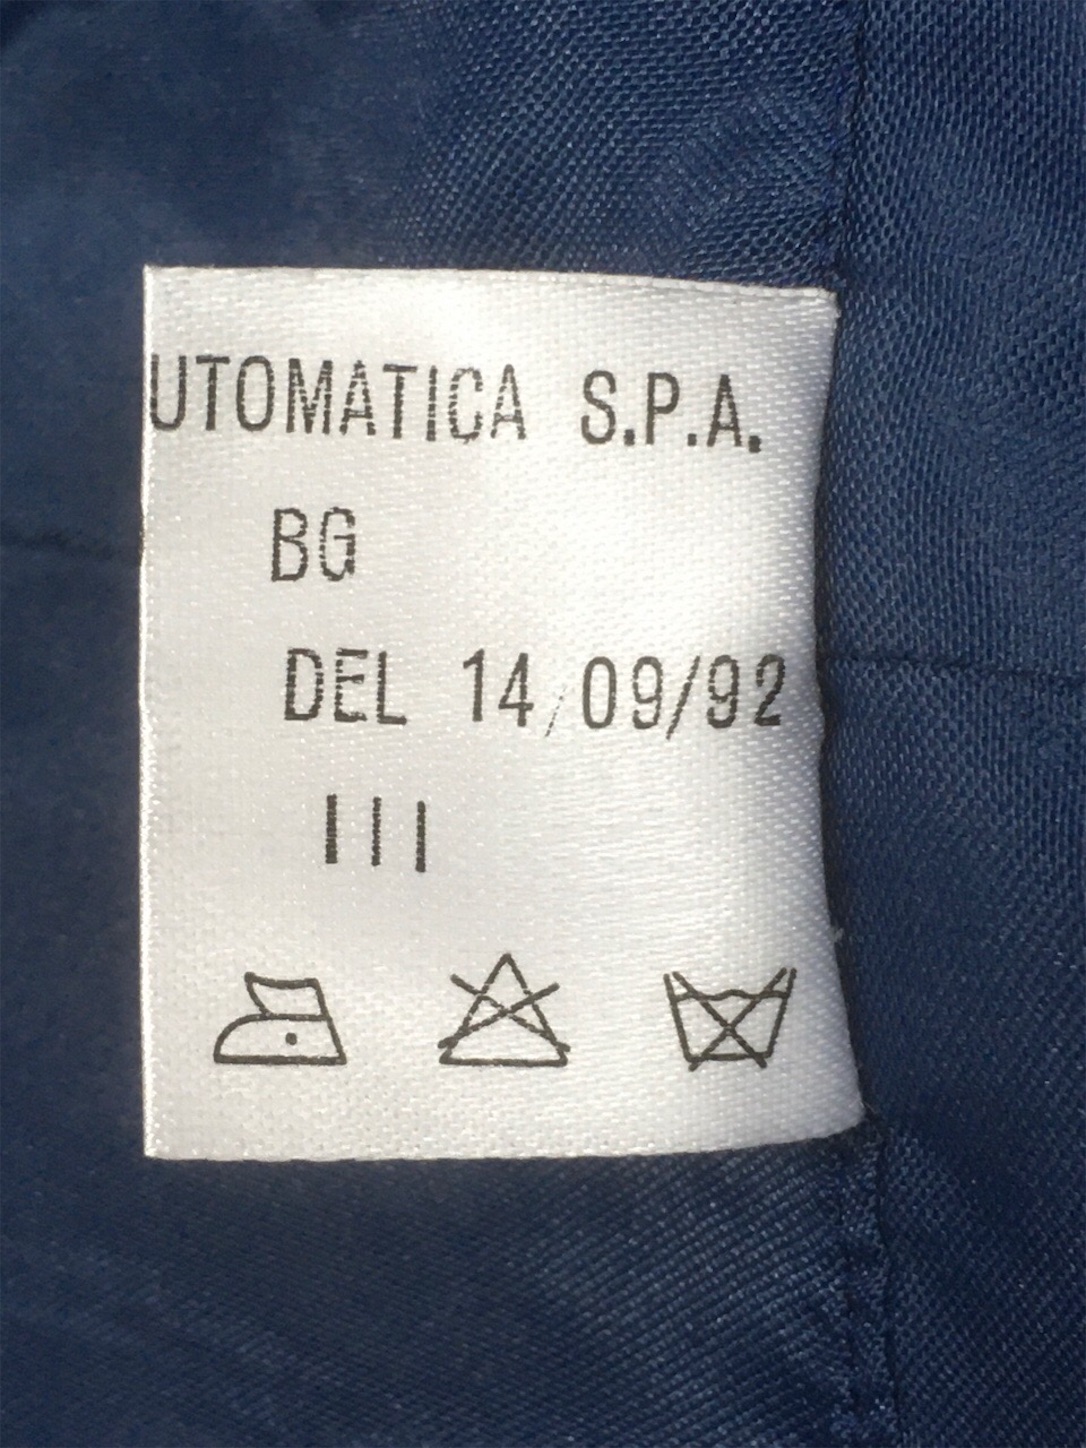 UTOMATICA S.P.A.
BG
DEL 14/09/92
III